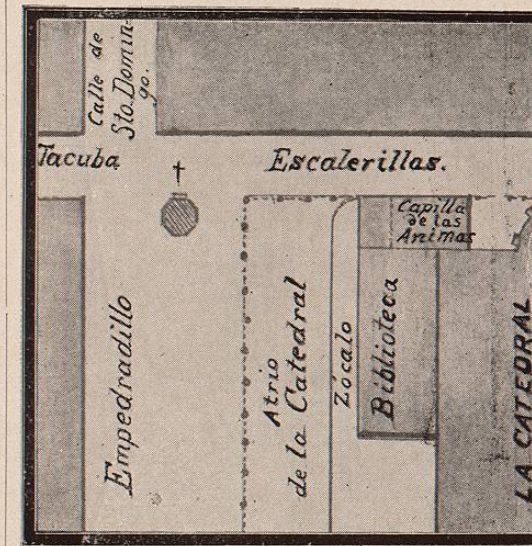 Calle de
Sto. Domin-
go.
Tacuba
Escalerillas.
Capilla
de las
Animas
Empedradillo
Atrio
de la Catedral
Zócalo
Biblioteca
LA CATEDRAL